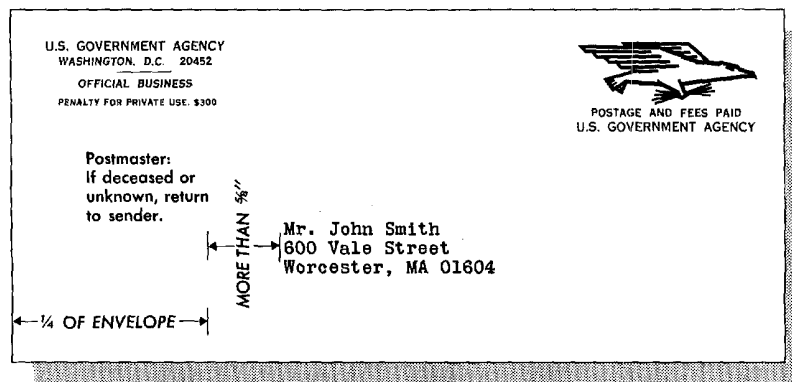 U.S. GOVERNMENT AGENCY
WASHINGTON, D.C. 20452
OFFICIAL BUSINESS
PENALTY FOR PRIVATE USE, $300
POSTAGE AND FEES PAID
U.S. GOVERNMENT AGENCY
Postmaster:
If deceased or
unknown, return
to sender.
MORE THAN ⅝"
Mr. John Smith
600 Vale Street
Worcester, MA 01604
¼ OF ENVELOPE